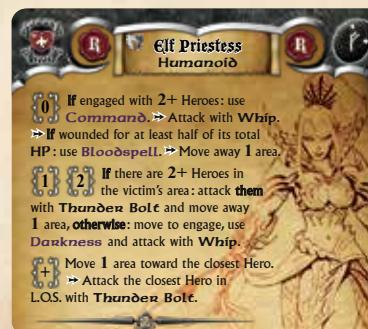 R
Elf Priestess
R
Humanoid
0 If engaged with 2+ Heroes: use
Command. ➳ Attack with Whip.
➳ If wounded for at least half of its total
HP: use Bloodspell. ➳ Move away 1 area.
1 2 If there are 2+ Heroes in
the victim's area: attack them
with Thunder Bolt and move away
1 area, otherwise: move to engage, use
Darkness and attack with Whip.
+ Move 1 area toward the closest Hero.
➳ Attack the closest Hero in
L.O.S. with Thunder Bolt.